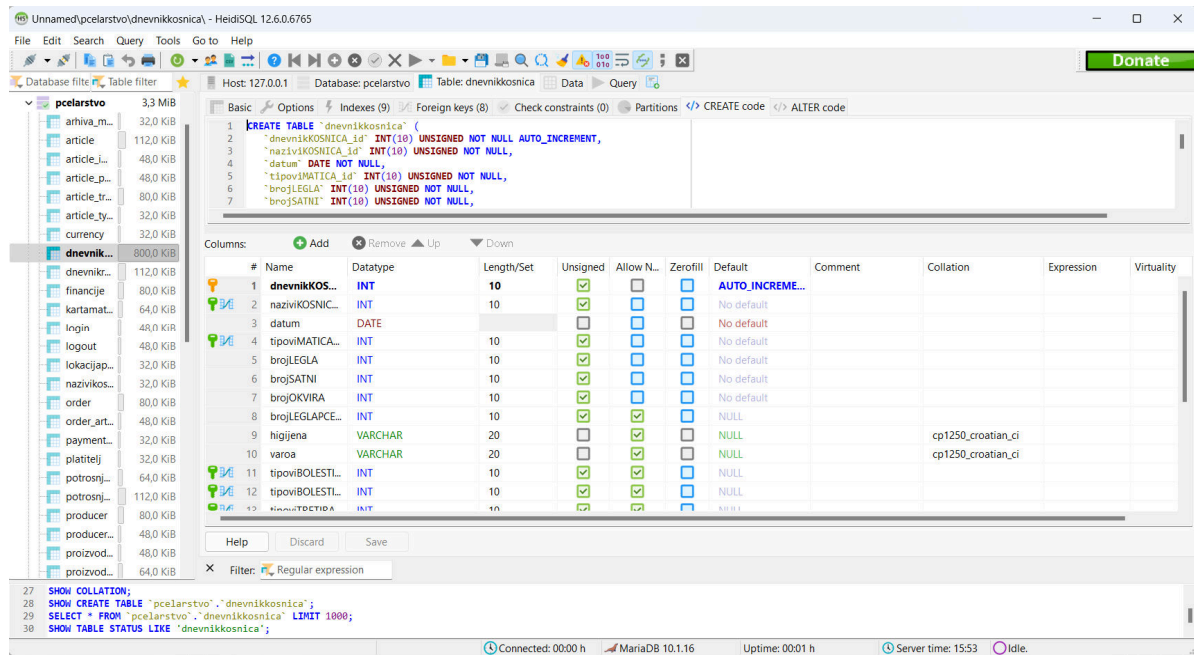 HS Unnamed\pcelarstvo\dnevnikkosnica\ - HeidiSQL 12.6.0.6765
File Edit Search Query Tools Go to Help
Donate
Database filte Table filter
Host: 127.0.0.1 Database: pcelarstvo Table: dnevnikkosnica Data Query
pcelarstvo 3,3 MiB
arhiva_m... 32,0 KiB
article 112,0 KiB
article_i... 48,0 KiB
article_p... 48,0 KiB
article_tr... 80,0 KiB
article_ty... 32,0 KiB
currency 32,0 KiB
dnevnik... 800,0 KiB
dnevnikr... 112,0 KiB
financije 80,0 KiB
kartamat... 64,0 KiB
login 48,0 KiB
logout 48,0 KiB
lokacijap... 32,0 KiB
nazivikos... 32,0 KiB
order 80,0 KiB
order_art... 48,0 KiB
payment... 32,0 KiB
platitelj 32,0 KiB
potrosnj... 64,0 KiB
potrosnj... 112,0 KiB
producer 80,0 KiB
producer... 48,0 KiB
proizvod... 48,0 KiB
proizvod... 64,0 KiB
Basic Options Indexes (9) Foreign keys (8) Check constraints (0) Partitions </> CREATE code </> ALTER code
1 CREATE TABLE `dnevnikkosnica` (
2 `dnevnikKOSNICA_id` INT(10) UNSIGNED NOT NULL AUTO_INCREMENT,
3 `naziviKOSNICA_id` INT(10) UNSIGNED NOT NULL,
4 `datum` DATE NOT NULL,
5 `tipoviMATICA_id` INT(10) UNSIGNED NOT NULL,
6 `brojLEGLA` INT(10) UNSIGNED NOT NULL,
7 `brojSATNI` INT(10) UNSIGNED NOT NULL,
Columns: Add Remove Up Down
# Name Datatype Length/Set Unsigned Allow N... Zerofill Default Comment Collation Expression Virtuality
1 dnevnikKOS... INT 10 AUTO_INCREME...
2 naziviKOSNIC... INT 10 No default
3 datum DATE No default
4 tipoviMATICA... INT 10 No default
5 brojLEGLA INT 10 No default
6 brojSATNI INT 10 No default
7 brojOKVIRA INT 10 No default
8 brojLEGLAPCE... INT 10 NULL
9 higijena VARCHAR 20 NULL cp1250_croatian_ci
10 varoa VARCHAR 20 NULL cp1250_croatian_ci
11 tipoviBOLESTI... INT 10 NULL
12 tipoviBOLESTI... INT 10 NULL
13 tipoviTRETIRA... INT 10 NULL
Help Discard Save
Filter: Regular expression
27 SHOW COLLATION;
28 SHOW CREATE TABLE `pcelarstvo`.`dnevnikkosnica`;
29 SELECT * FROM `pcelarstvo`.`dnevnikkosnica` LIMIT 1000;
30 SHOW TABLE STATUS LIKE 'dnevnikkosnica';
Connected: 00:00 h MariaDB 10.1.16 Uptime: 00:01 h Server time: 15:53 Idle.